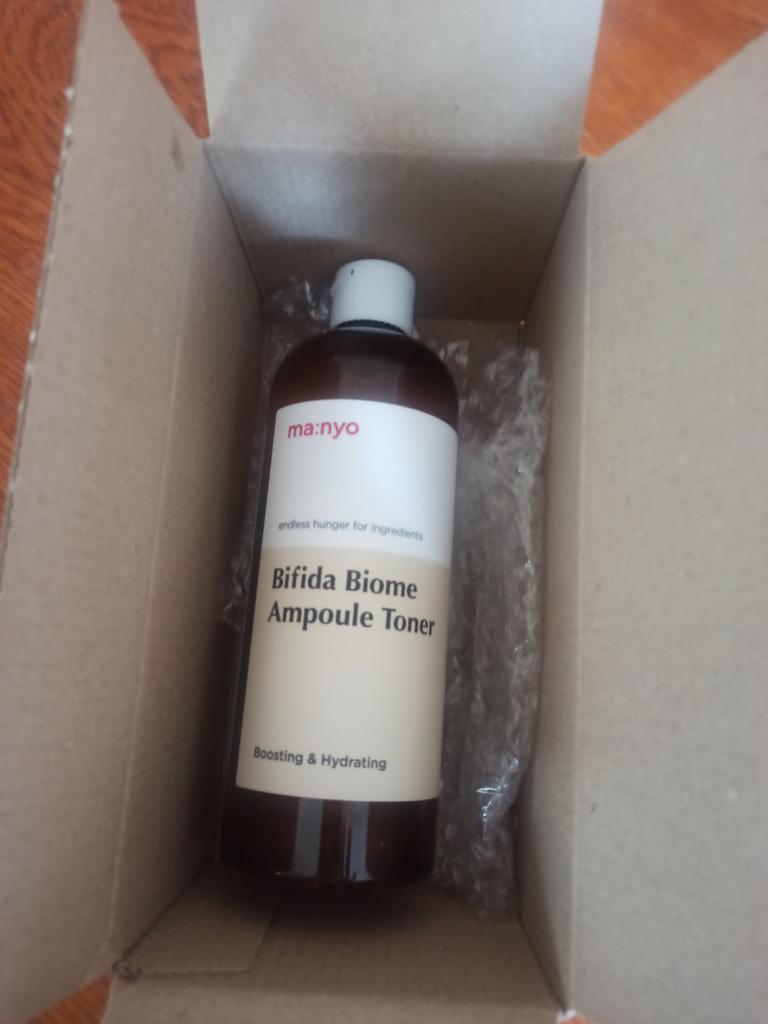 ma:nyo
endless hunger for ingredients
Bifida Biome
Ampoule Toner
Boosting & Hydrating